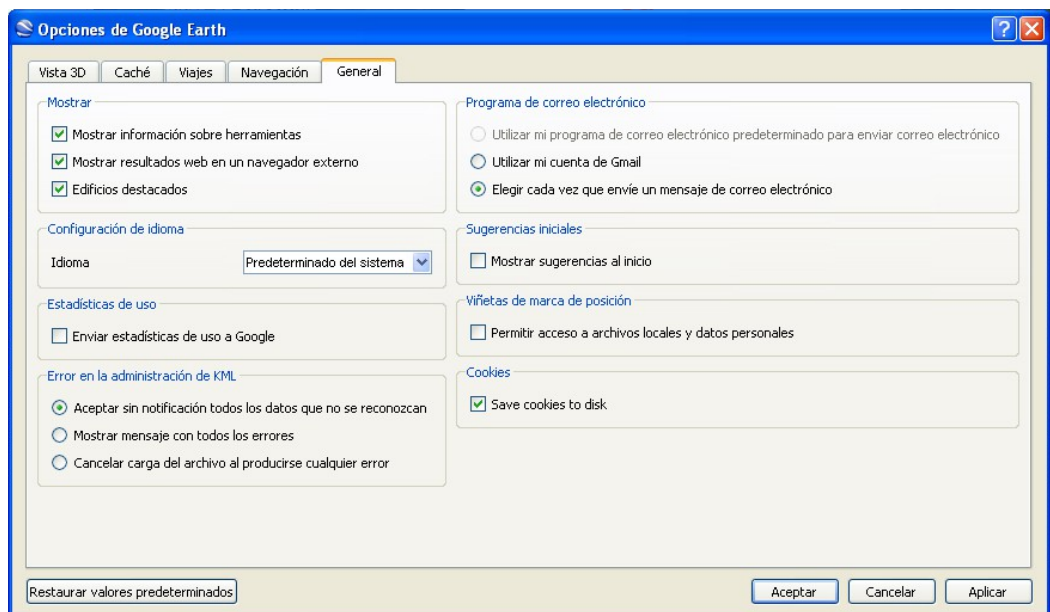 Opciones de Google Earth
Vista 3D
Caché
Viajes
Navegación
General
Mostrar
Mostrar información sobre herramientas
Mostrar resultados web en un navegador externo
Edificios destacados
Configuración de idioma
Idioma
Predeterminado del sistema
Estadísticas de uso
Enviar estadísticas de uso a Google
Error en la administración de KML
Aceptar sin notificación todos los datos que no se reconozcan
Mostrar mensaje con todos los errores
Cancelar carga del archivo al producirse cualquier error
Programa de correo electrónico
Utilizar mi programa de correo electrónico predeterminado para enviar correo electrónico
Utilizar mi cuenta de Gmail
Elegir cada vez que envíe un mensaje de correo electrónico
Sugerencias iniciales
Mostrar sugerencias al inicio
Viñetas de marca de posición
Permitir acceso a archivos locales y datos personales
Cookies
Save cookies to disk
Restaurar valores predeterminados
Aceptar
Cancelar
Aplicar